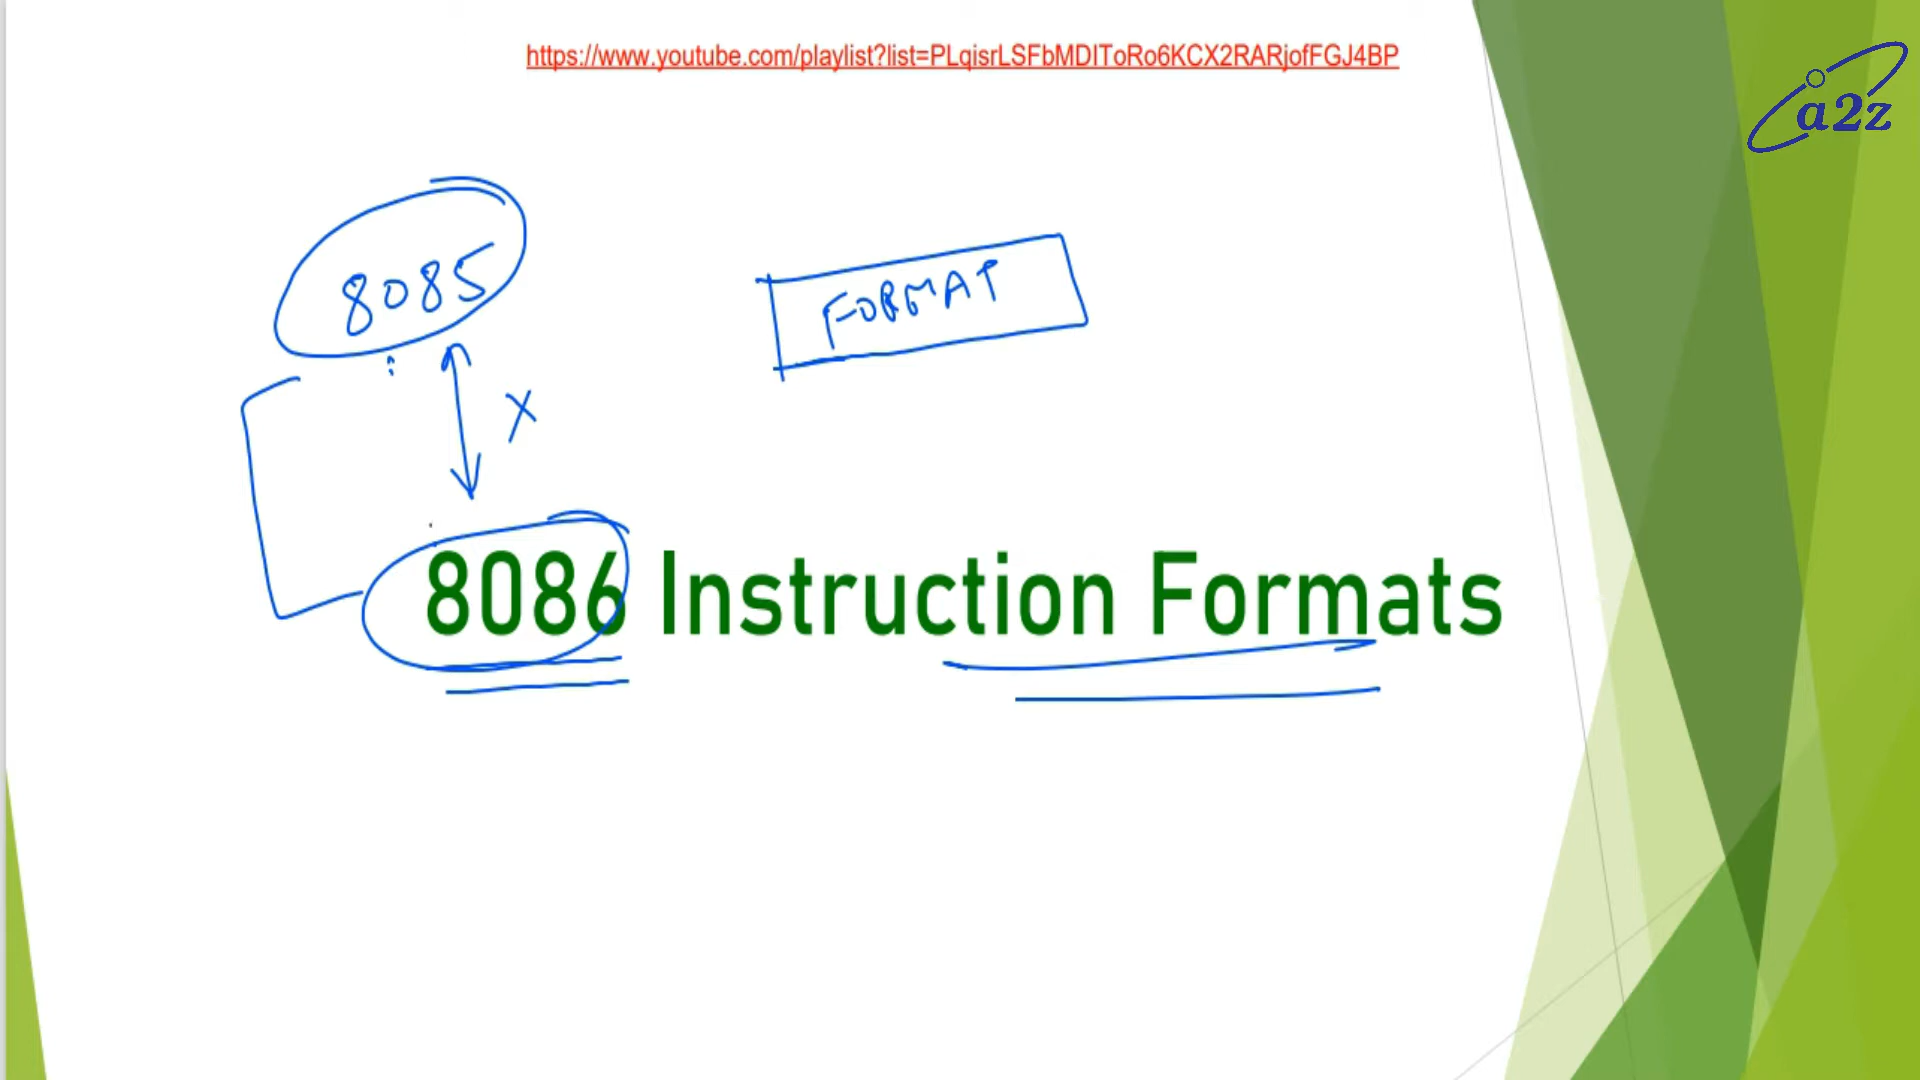 https://www.youtube.com/playlist?list=PLqisrLSFbMDIToRo6KCX2RARjofFGJ4BP
a2z
8085
FORMAT
X
8086 Instruction Formats